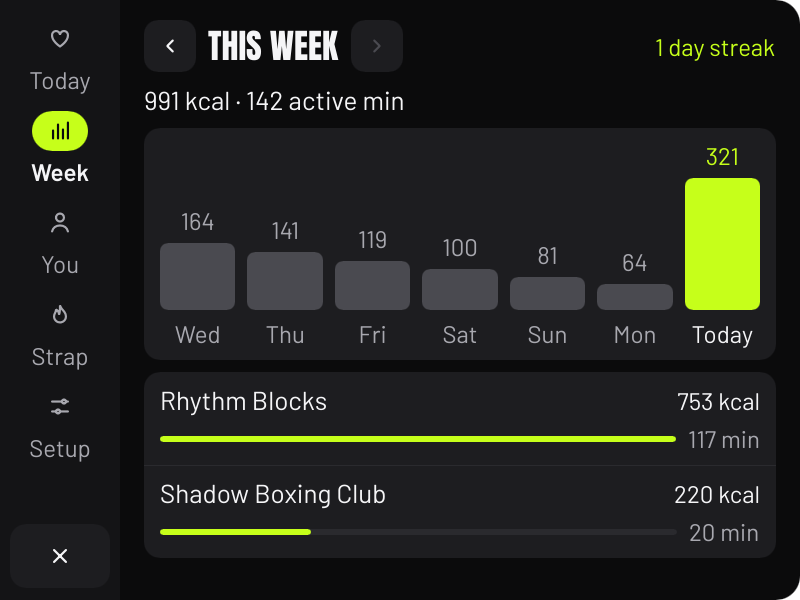 Today
Week
You
Strap
Setup
THIS WEEK
1 day streak
991 kcal · 142 active min
164
141
119
100
81
64
321
Wed
Thu
Fri
Sat
Sun
Mon
Today
Rhythm Blocks
753 kcal
117 min
Shadow Boxing Club
220 kcal
20 min